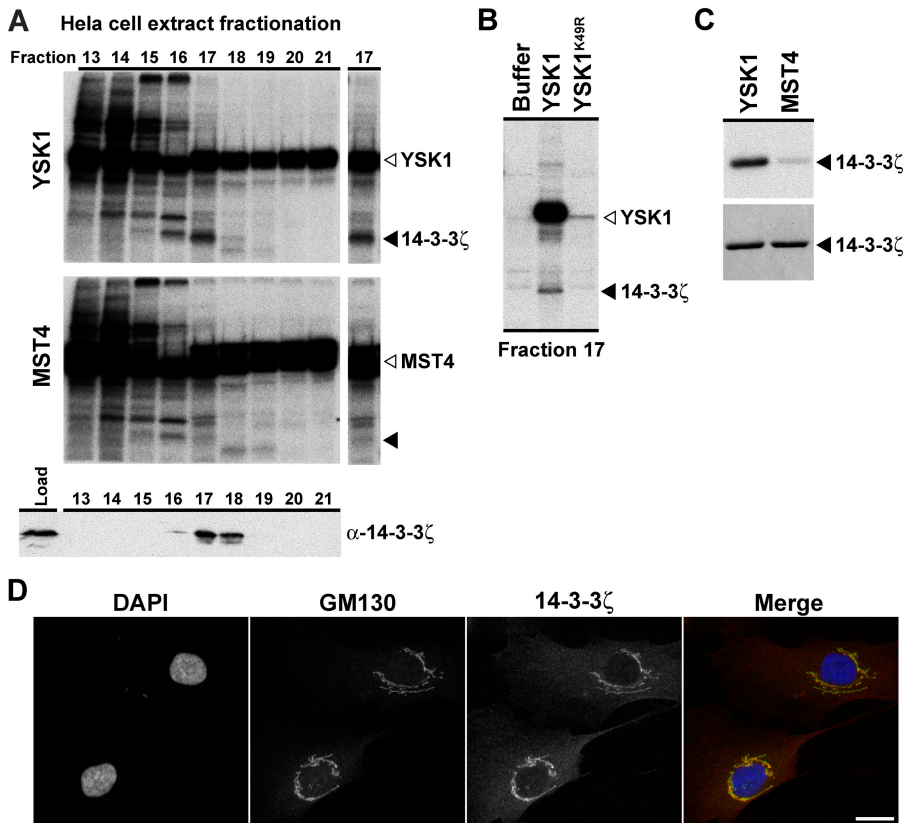 A
Hela cell extract fractionation
Fraction 13 14 15 16 17 18 19 20 21 17
YSK1
YSK1
14-3-3ζ
MST4
MST4
Load
13 14 15 16 17 18 19 20 21
α-14-3-3ζ
B
Buffer
YSK1
YSK1K49R
YSK1
14-3-3ζ
Fraction 17
C
YSK1
MST4
14-3-3ζ
14-3-3ζ
D
DAPI GM130 14-3-3ζ Merge